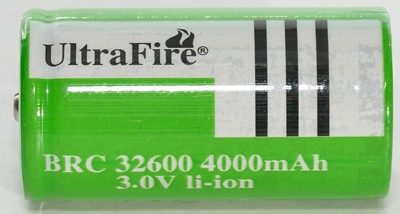 UltraFire®
BRC 32600 4000mAh
3.0V li-ion